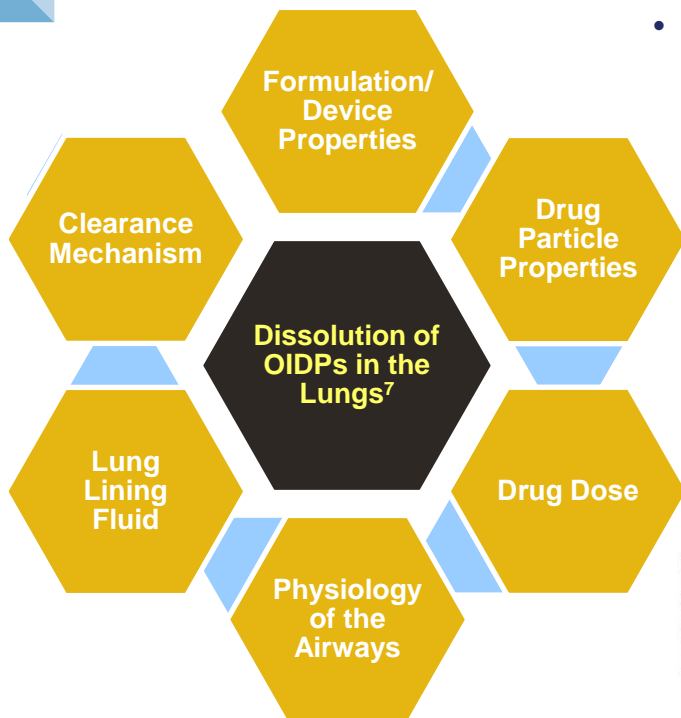 Formulation/
Device
Properties
Drug
Particle
Properties
Clearance
Mechanism
Dissolution of
OIDPs in the
Lungs⁷
Lung
Lining
Fluid
Drug Dose
Physiology
of the
Airways